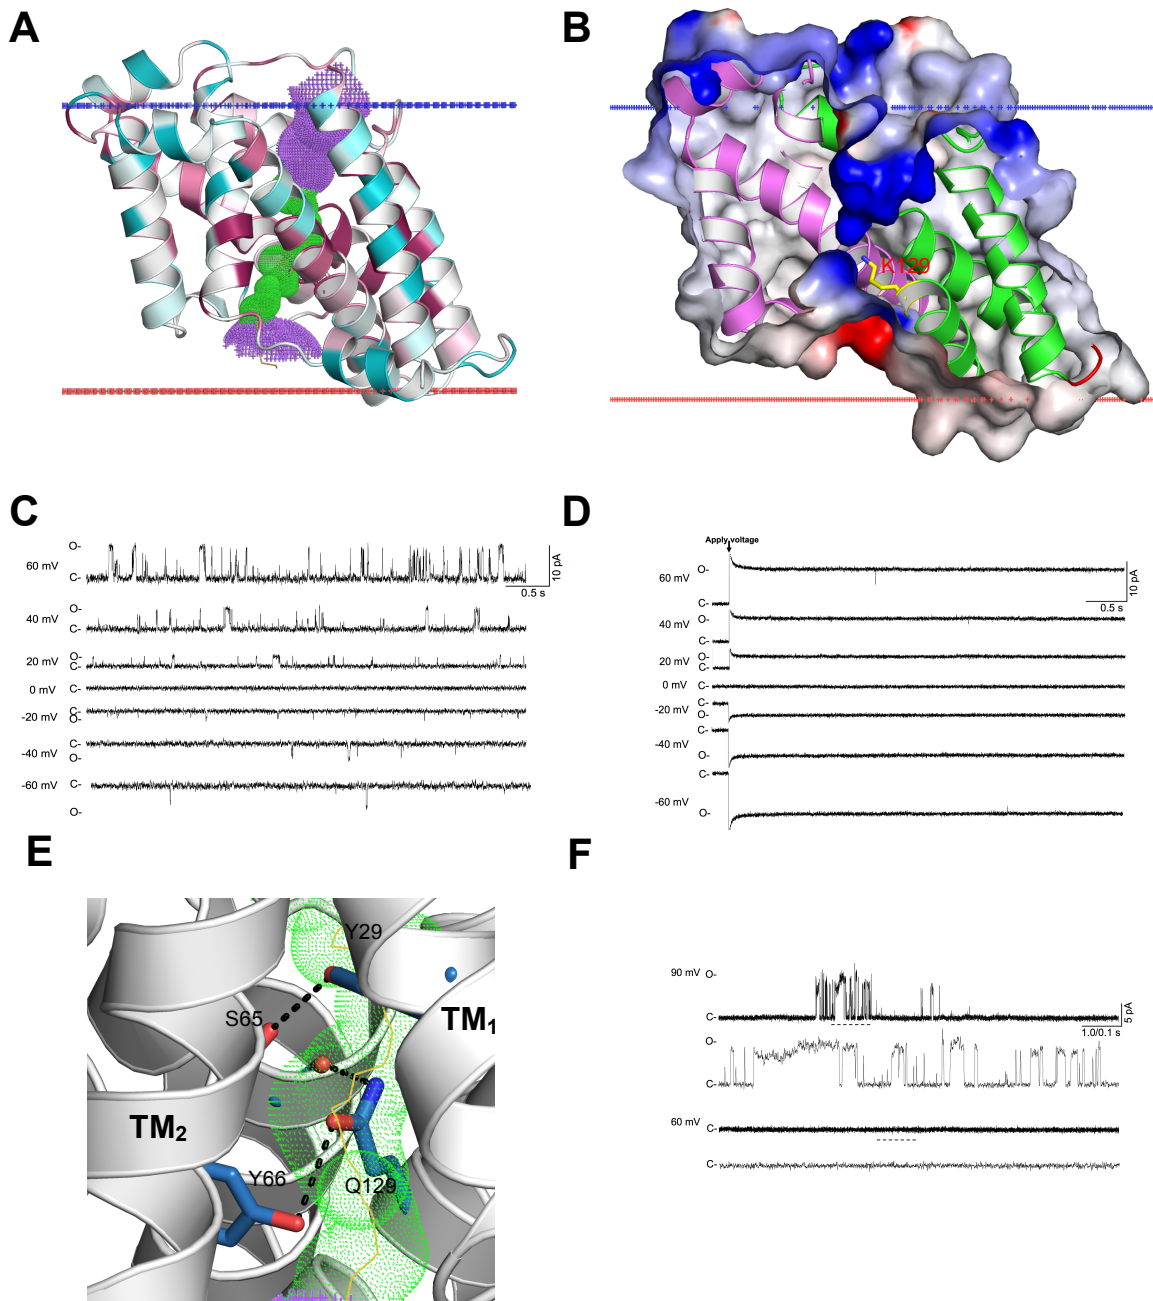 A
B
K129
C
O-
60 mV
C-
10 pA
0.5 s
O-
40 mV
C-
O-
20 mV
C-
0 mV C-
C-
-20 mV
O-
C-
-40 mV
O-
C-
-60 mV
O-
D
Apply voltage
O-
60 mV
10 pA
C-
0.5 s
O-
40 mV
C-
O-
20 mV
C-
0 mV C-
C-
-20 mV
O-
C-
-40 mV
O-
C-
-60 mV
O-
E
Y29
S65
TM1
TM2
Y66
Q129
F
90 mV O-
5 pA
C-
1.0/0.1 s
O-
C-
60 mV
C-
C-